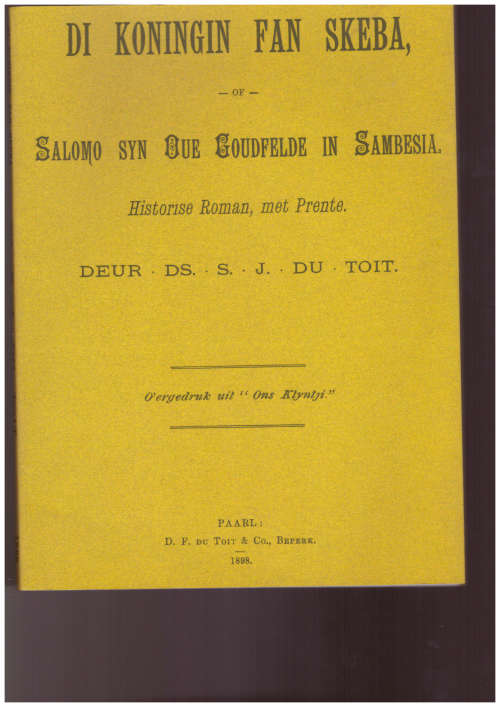 DI KONINGIN FAN SKEBA,
— OF —
SALOMO SYN OUE GOUDFELDE IN SAMBESIA.
Historise Roman, met Prente.
DEUR · DS. · S. · J. · DU · TOIT.
O'ergedruk uit "Ons Klyntji."
PAARL:
D. F. DU TOIT & CO., BEPERK.
1898.